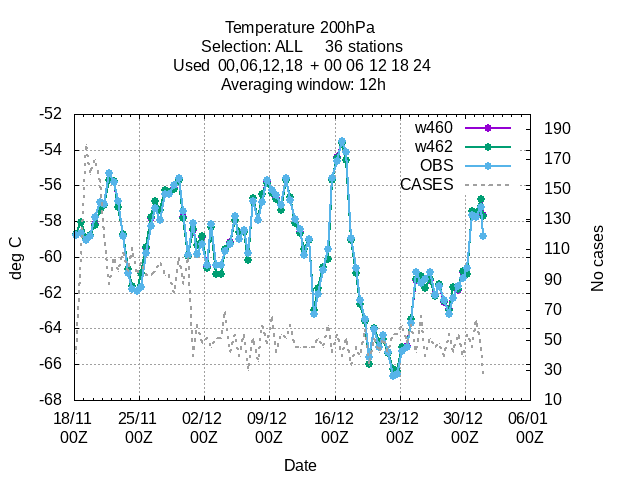 Temperature 200hPa
Selection: ALL 36 stations
Used 00,06,12,18 + 00 06 12 18 24
Averaging window: 12h
w460
w462
OBS
CASES
-52
-54
-56
-58
-60
-62
-64
-66
-68
deg C
190
170
150
130
110
90
70
50
30
10
No cases
18/11 25/11 02/12 09/12 16/12 23/12 30/12 06/01
00Z 00Z 00Z 00Z 00Z 00Z 00Z 00Z
Date